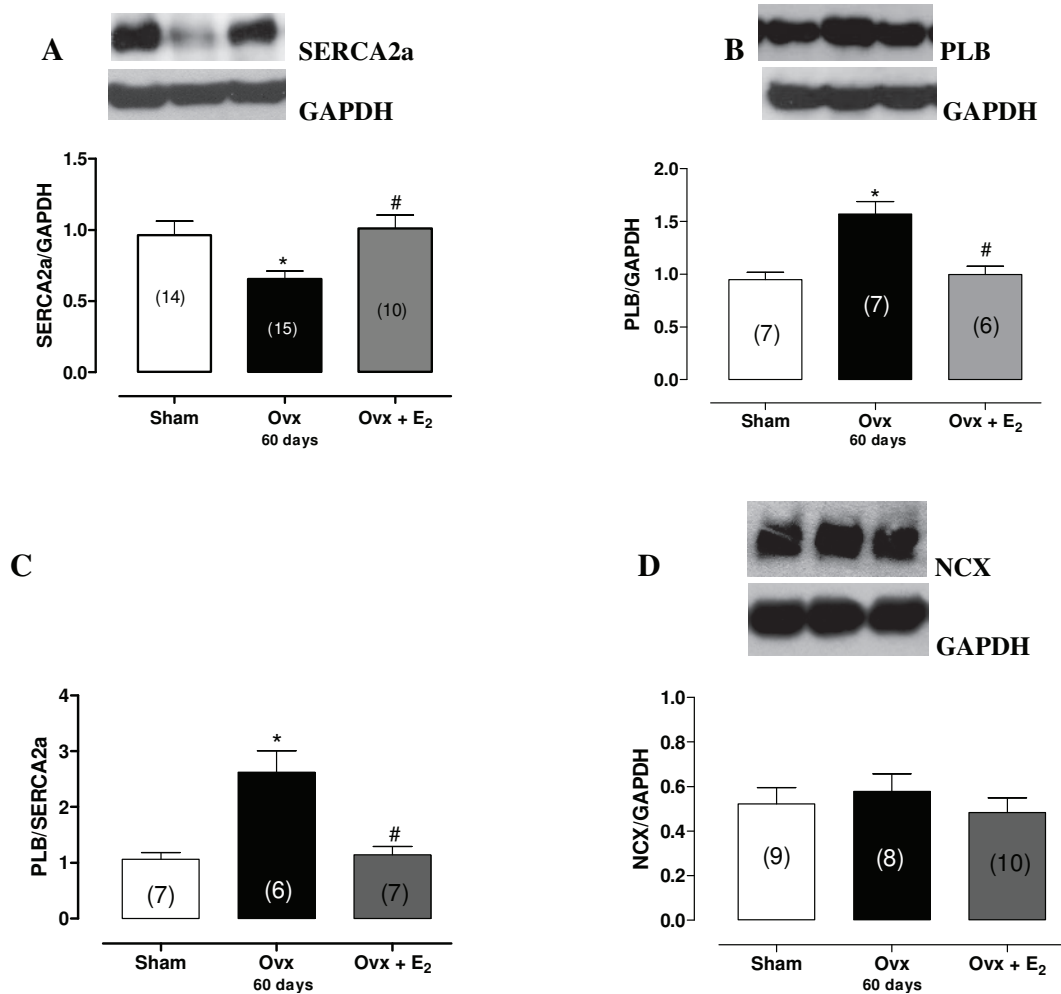 A
SERCA2a
GAPDH
SERCA2a/GAPDH
1.5
1.0
0.5
0.0
(14)
*
(15)
#
(10)
Sham
Ovx
60 days
Ovx + E₂
B
PLB
GAPDH
PLB/GAPDH
2.0
1.5
1.0
0.5
0.0
(7)
*
(7)
#
(6)
Sham
Ovx
60 days
Ovx + E₂
C
PLB/SERCA2a
4
3
2
1
0
(7)
*
(6)
#
(7)
Sham
Ovx
60 days
Ovx + E₂
D
NCX
GAPDH
NCX/GAPDH
1.0
0.8
0.6
0.4
0.2
0.0
(9)
(8)
(10)
Sham
Ovx
60 days
Ovx + E₂